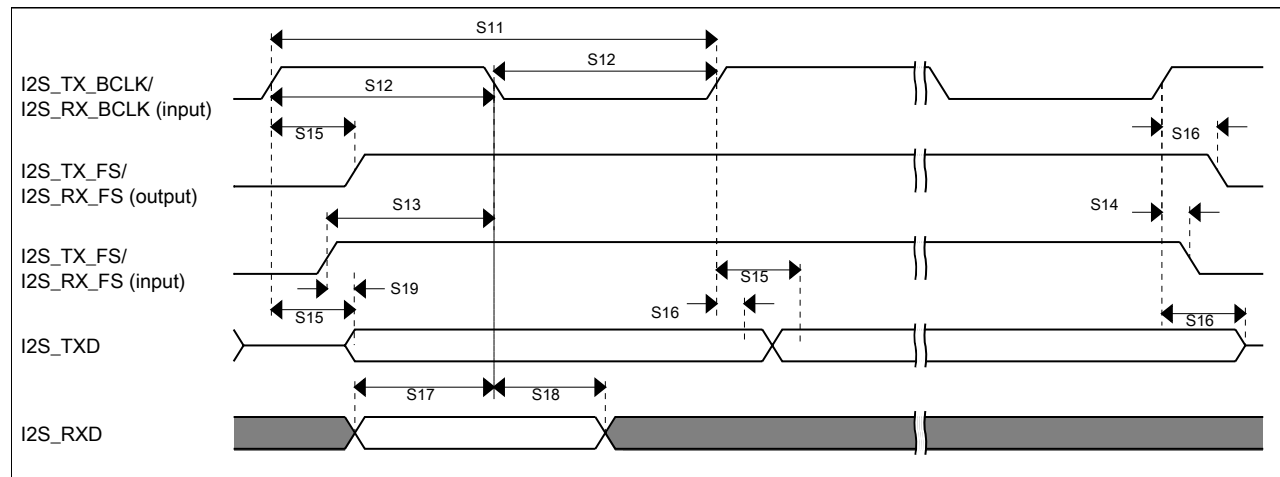 S11
I2S_TX_BCLK/
I2S_RX_BCLK (input)
S12
S12
S15
S16
I2S_TX_FS/
I2S_RX_FS (output)
S13
S14
I2S_TX_FS/
I2S_RX_FS (input)
S15
S19
S15
S16
S16
I2S_TXD
S17
S18
I2S_RXD